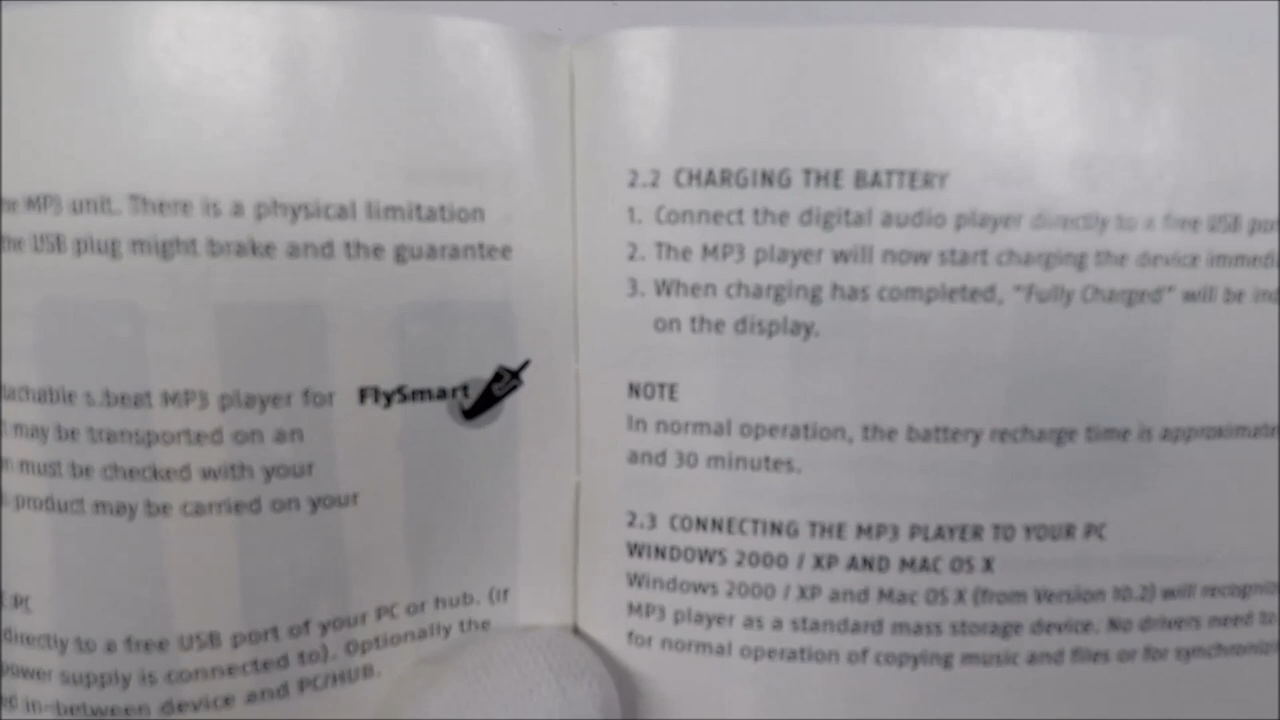 MP3 unit. There is a physical limitation
the USB plug might brake and the guarantee
s.beat MP3 player for FlySmart
may be transported on an
must be checked with your
product may be carried on your
PC
directly to a free USB port of your PC or hub. (If
power supply is connected to). Optionally the
in-between device and PC/HUB.
2.2 CHARGING THE BATTERY
1. Connect the digital audio player directly to a free USB
2. The MP3 player will now start charging the device
3. When charging has completed, "Fully Charged" will be
on the display.
NOTE
In normal operation, the battery recharge time is
and 30 minutes.
2.3 CONNECTING THE MP3 PLAYER TO YOUR PC
WINDOWS 2000 / XP AND MAC OS X
Windows 2000 / XP and Mac OS X (from Version 10.2) will
MP3 player as a standard mass storage device. No drivers need
for normal operation of copying music and files or for